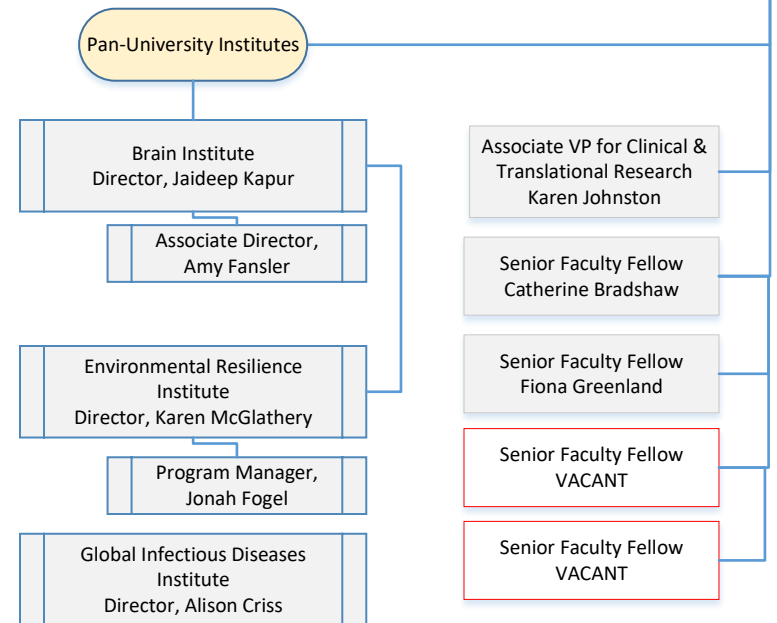 Pan-University Institutes
Brain Institute
Director, Jaideep Kapur
Associate Director,
Amy Fansler
Environmental Resilience
Institute
Director, Karen McGlathery
Program Manager,
Jonah Fogel
Global Infectious Diseases
Institute
Director, Alison Criss
Associate VP for Clinical &
Translational Research
Karen Johnston
Senior Faculty Fellow
Catherine Bradshaw
Senior Faculty Fellow
Fiona Greenland
Senior Faculty Fellow
VACANT
Senior Faculty Fellow
VACANT